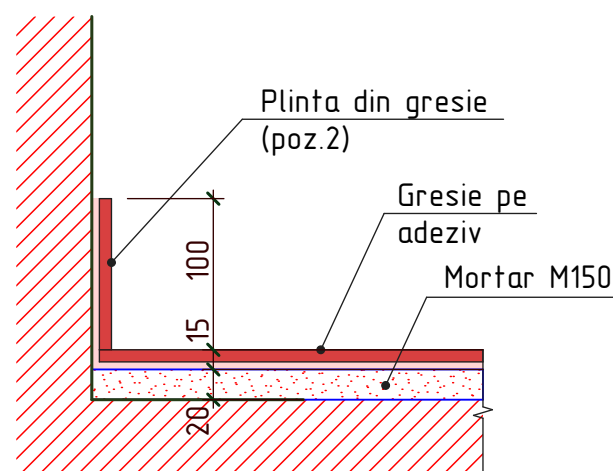 Plinta din gresie
(poz.2)
Gresie pe
adeziv
Mortar M150
100
15
20